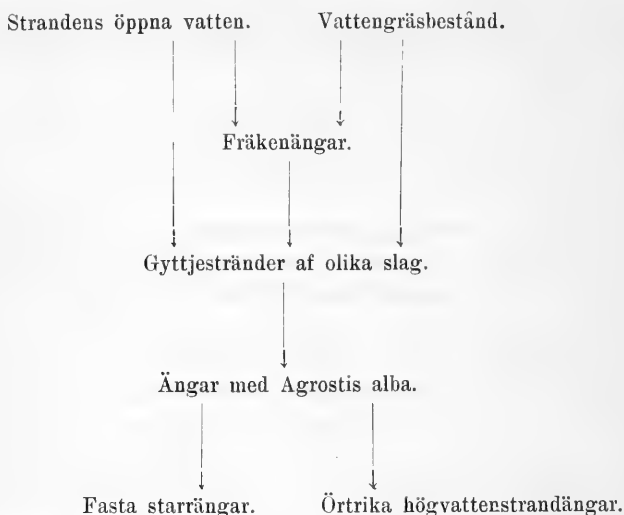 Strandens öppna vatten. Vattengräsbestånd.
Fräkenängar.
Gyttjestränder af olika slag.
Ängar med Agrostis alba.
Fasta starrängar. Örtrika högvattenstrandängar.